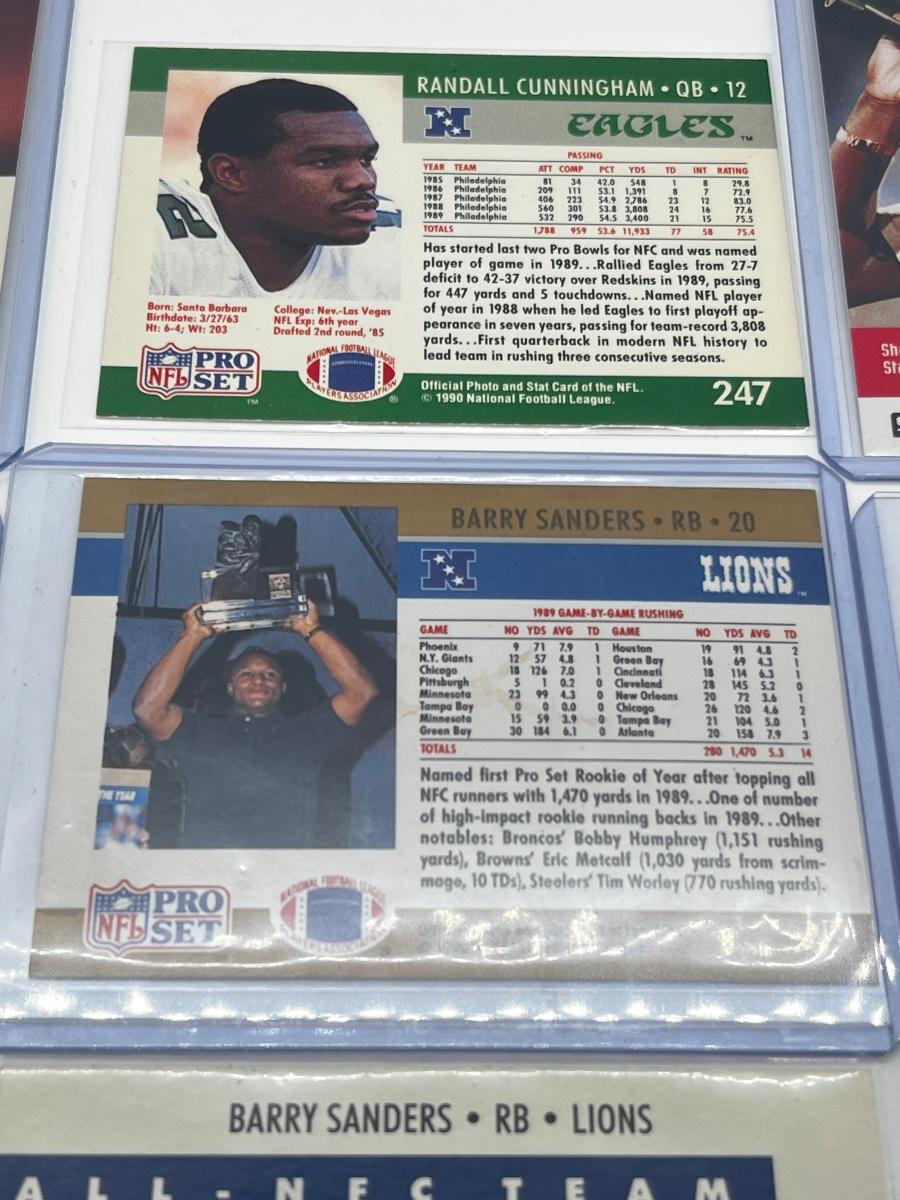 RANDALL CUNNINGHAM • QB • 12
N
EAGLES™
PASSING
YEAR TEAM ATT COMP PCT YDS TD INT RATING
1985 Philadelphia 81 34 42.0 548 1 8 29.8
1986 Philadelphia 209 111 53.1 1,391 8 7 72.9
1987 Philadelphia 406 223 54.9 2,786 23 12 83.0
1988 Philadelphia 560 301 53.8 3,808 24 16 77.6
1989 Philadelphia 532 290 54.5 3,400 21 15 75.5
TOTALS 1,788 959 53.6 11,933 77 58 75.4
Has started last two Pro Bowls for NFC and was named
player of game in 1989...Rallied Eagles from 27-7
deficit to 42-37 victory over Redskins in 1989, passing
for 447 yards and 5 touchdowns...Named NFL player
of year in 1988 when he led Eagles to first playoff ap-
pearance in seven years, passing for team-record 3,808
yards...First quarterback in modern NFL history to
lead team in rushing three consecutive seasons.
2
Born: Santa Barbara
Birthdate: 3/27/63
Ht: 6-4; Wt: 203
College: Nev.-Las Vegas
NFL Exp: 6th year
Drafted 2nd round, '85
NFL PRO SET™
NATIONAL FOOTBALL LEAGUE
PLAYERS ASSOCIATION®
Official Photo and Stat Card of the NFL.
© 1990 National Football League.
247
Sh
Sta
BARRY SANDERS • RB • 20
N
LIONS™
1989 GAME-BY-GAME RUSHING
GAME NO YDS AVG TD GAME NO YDS AVG TD
Phoenix 9 71 7.9 1 Houston 19 91 4.8 2
N.Y. Giants 12 57 4.8 1 Green Bay 16 69 4.3 1
Chicago 18 126 7.0 1 Cincinnati 18 114 6.3 1
Pittsburgh 5 1 0.2 0 Cleveland 28 145 5.2 0
Minnesota 23 99 4.3 0 New Orleans 20 72 3.6 1
Tampa Bay 0 0 0.0 0 Chicago 26 120 4.6 2
Minnesota 15 59 3.9 0 Tampa Bay 21 104 5.0 1
Green Bay 30 184 6.1 0 Atlanta 20 158 7.9 3
TOTALS 280 1,470 5.3 14
Named first Pro Set Rookie of Year after topping all
NFC runners with 1,470 yards in 1989...One of number
of high-impact rookie running backs in 1989...Other
notables: Broncos' Bobby Humphrey (1,151 rushing
yards), Browns' Eric Metcalf (1,030 yards from scrim-
mage, 10 TDs), Steelers' Tim Worley (770 rushing yards).
THE YEAR
NFL PRO SET
NATIONAL FOOTBALL LEAGUE
PLAYERS ASSOCIATION
BARRY SANDERS • RB • LIONS
ALL-NFC TEAM